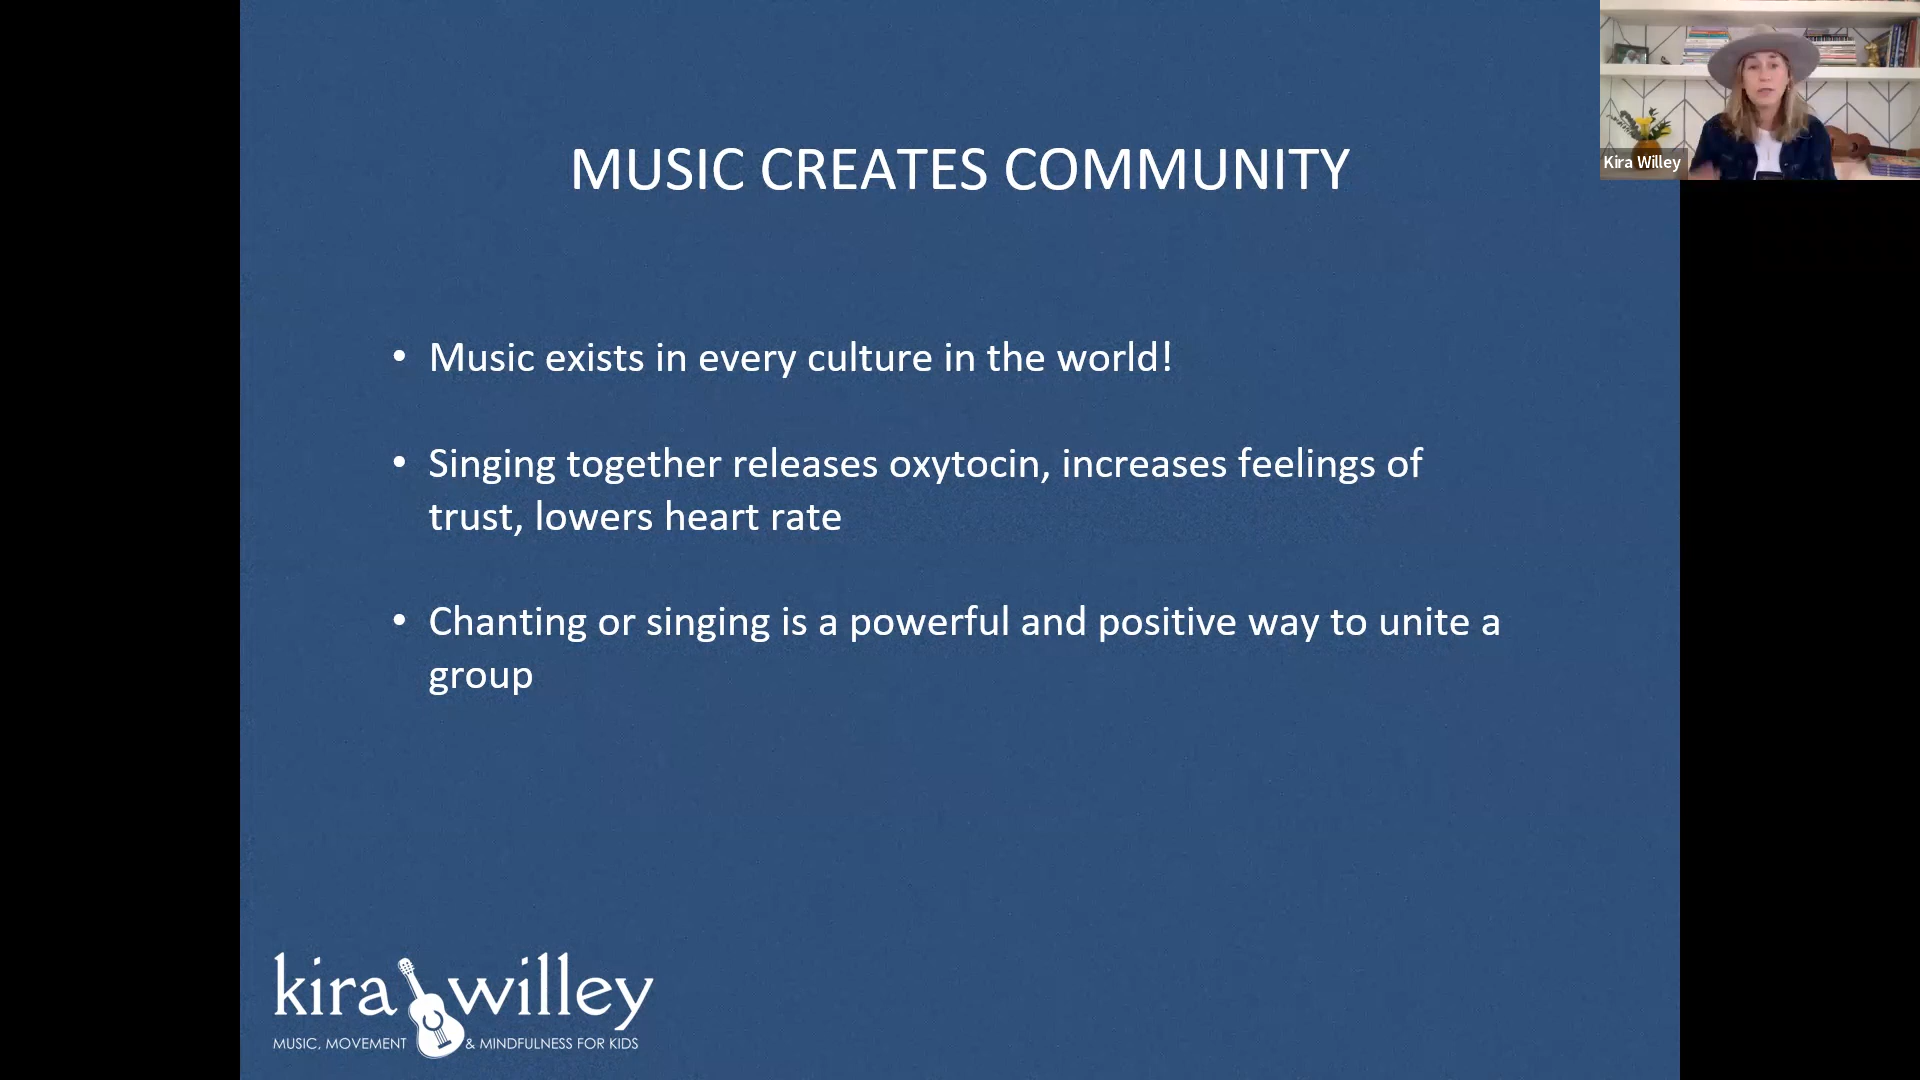 MUSIC CREATES COMMUNITY
Kira Willey
• Music exists in every culture in the world!
• Singing together releases oxytocin, increases feelings of
trust, lowers heart rate
• Chanting or singing is a powerful and positive way to unite a
group
kira willey
MUSIC, MOVEMENT & MINDFULNESS FOR KIDS